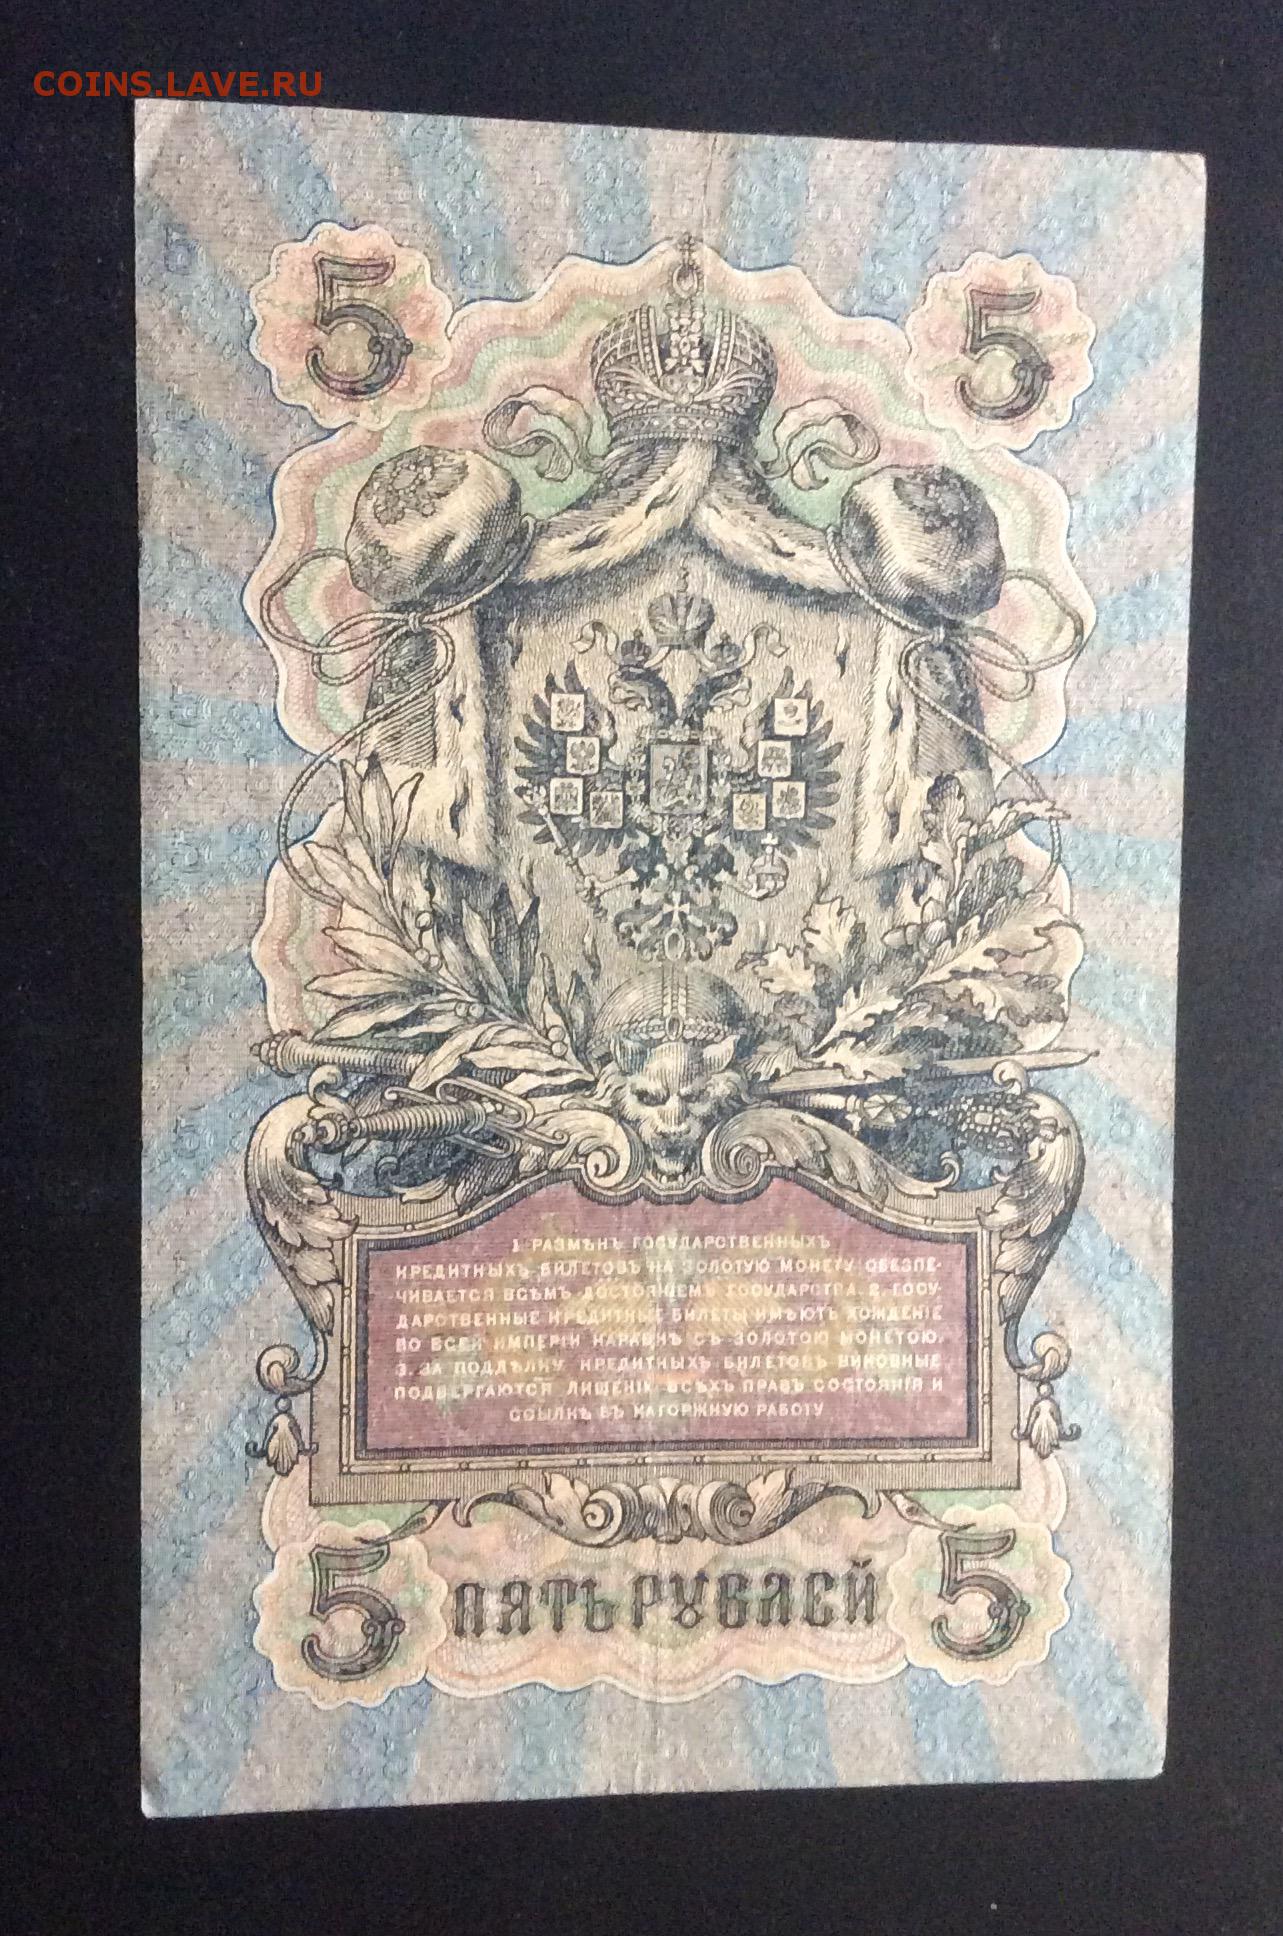 COINS.LAVE.RU
5 5
1. РАЗМѢНЪ ГОСУДАРСТВЕННЫХЪ
КРЕДИТНЫХЪ БИЛЕТОВЪ НА ЗОЛОТУЮ МОНЕТУ ОБЕЗПЕ-
ЧИВАЕТСЯ ВСѢМЪ ДОСТОЯНІЕМЪ ГОСУДАРСТВА. 2. ГОСУ-
ДАРСТВЕННЫЕ КРЕДИТНЫЕ БИЛЕТЫ ИМѢЮТЪ ХОЖДЕНІЕ
ВО ВСЕЙ ИМПЕРІИ НАРАВНѢ СЪ ЗОЛОТОЮ МОНЕТОЮ.
3. ЗА ПОДДѢЛКУ КРЕДИТНЫХЪ БИЛЕТОВЪ ВИНОВНЫЕ
ПОДВЕРГАЮТСЯ ЛИШЕНІЮ ВСѢХЪ ПРАВЪ СОСТОЯНІЯ И
ССЫЛКѢ ВЪ КАТОРЖНУЮ РАБОТУ
5 ПЯТЬ РУБЛЕЙ 5